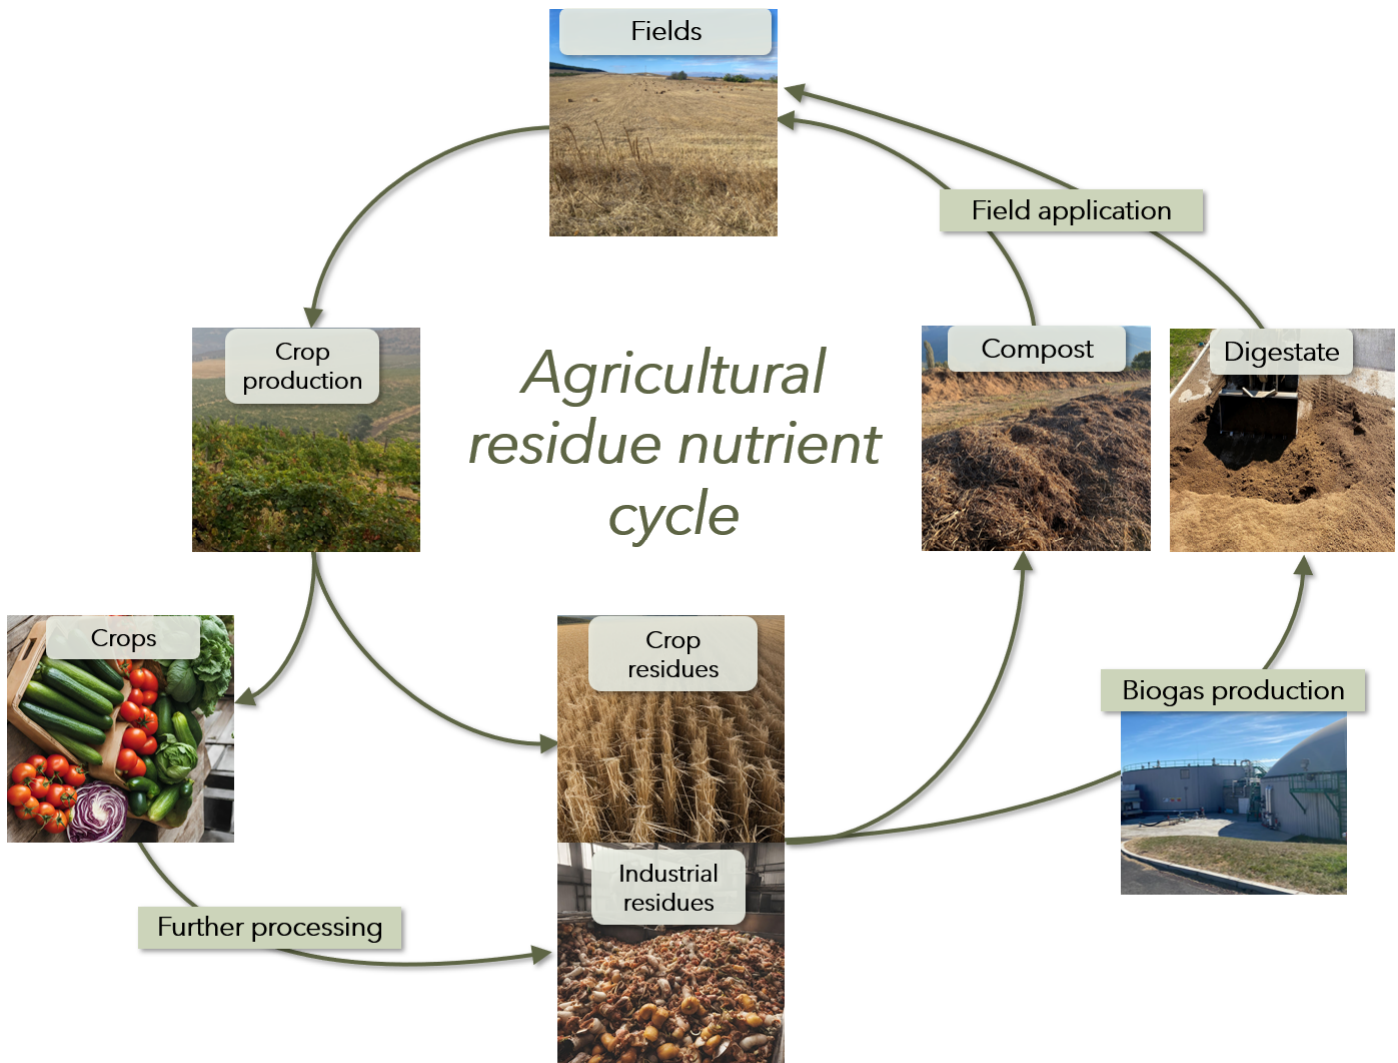 Fields
Field application
Crop
production
Agricultural
residue nutrient
cycle
Compost
Digestate
Crops
Crop
residues
Biogas production
Industrial
residues
Further processing